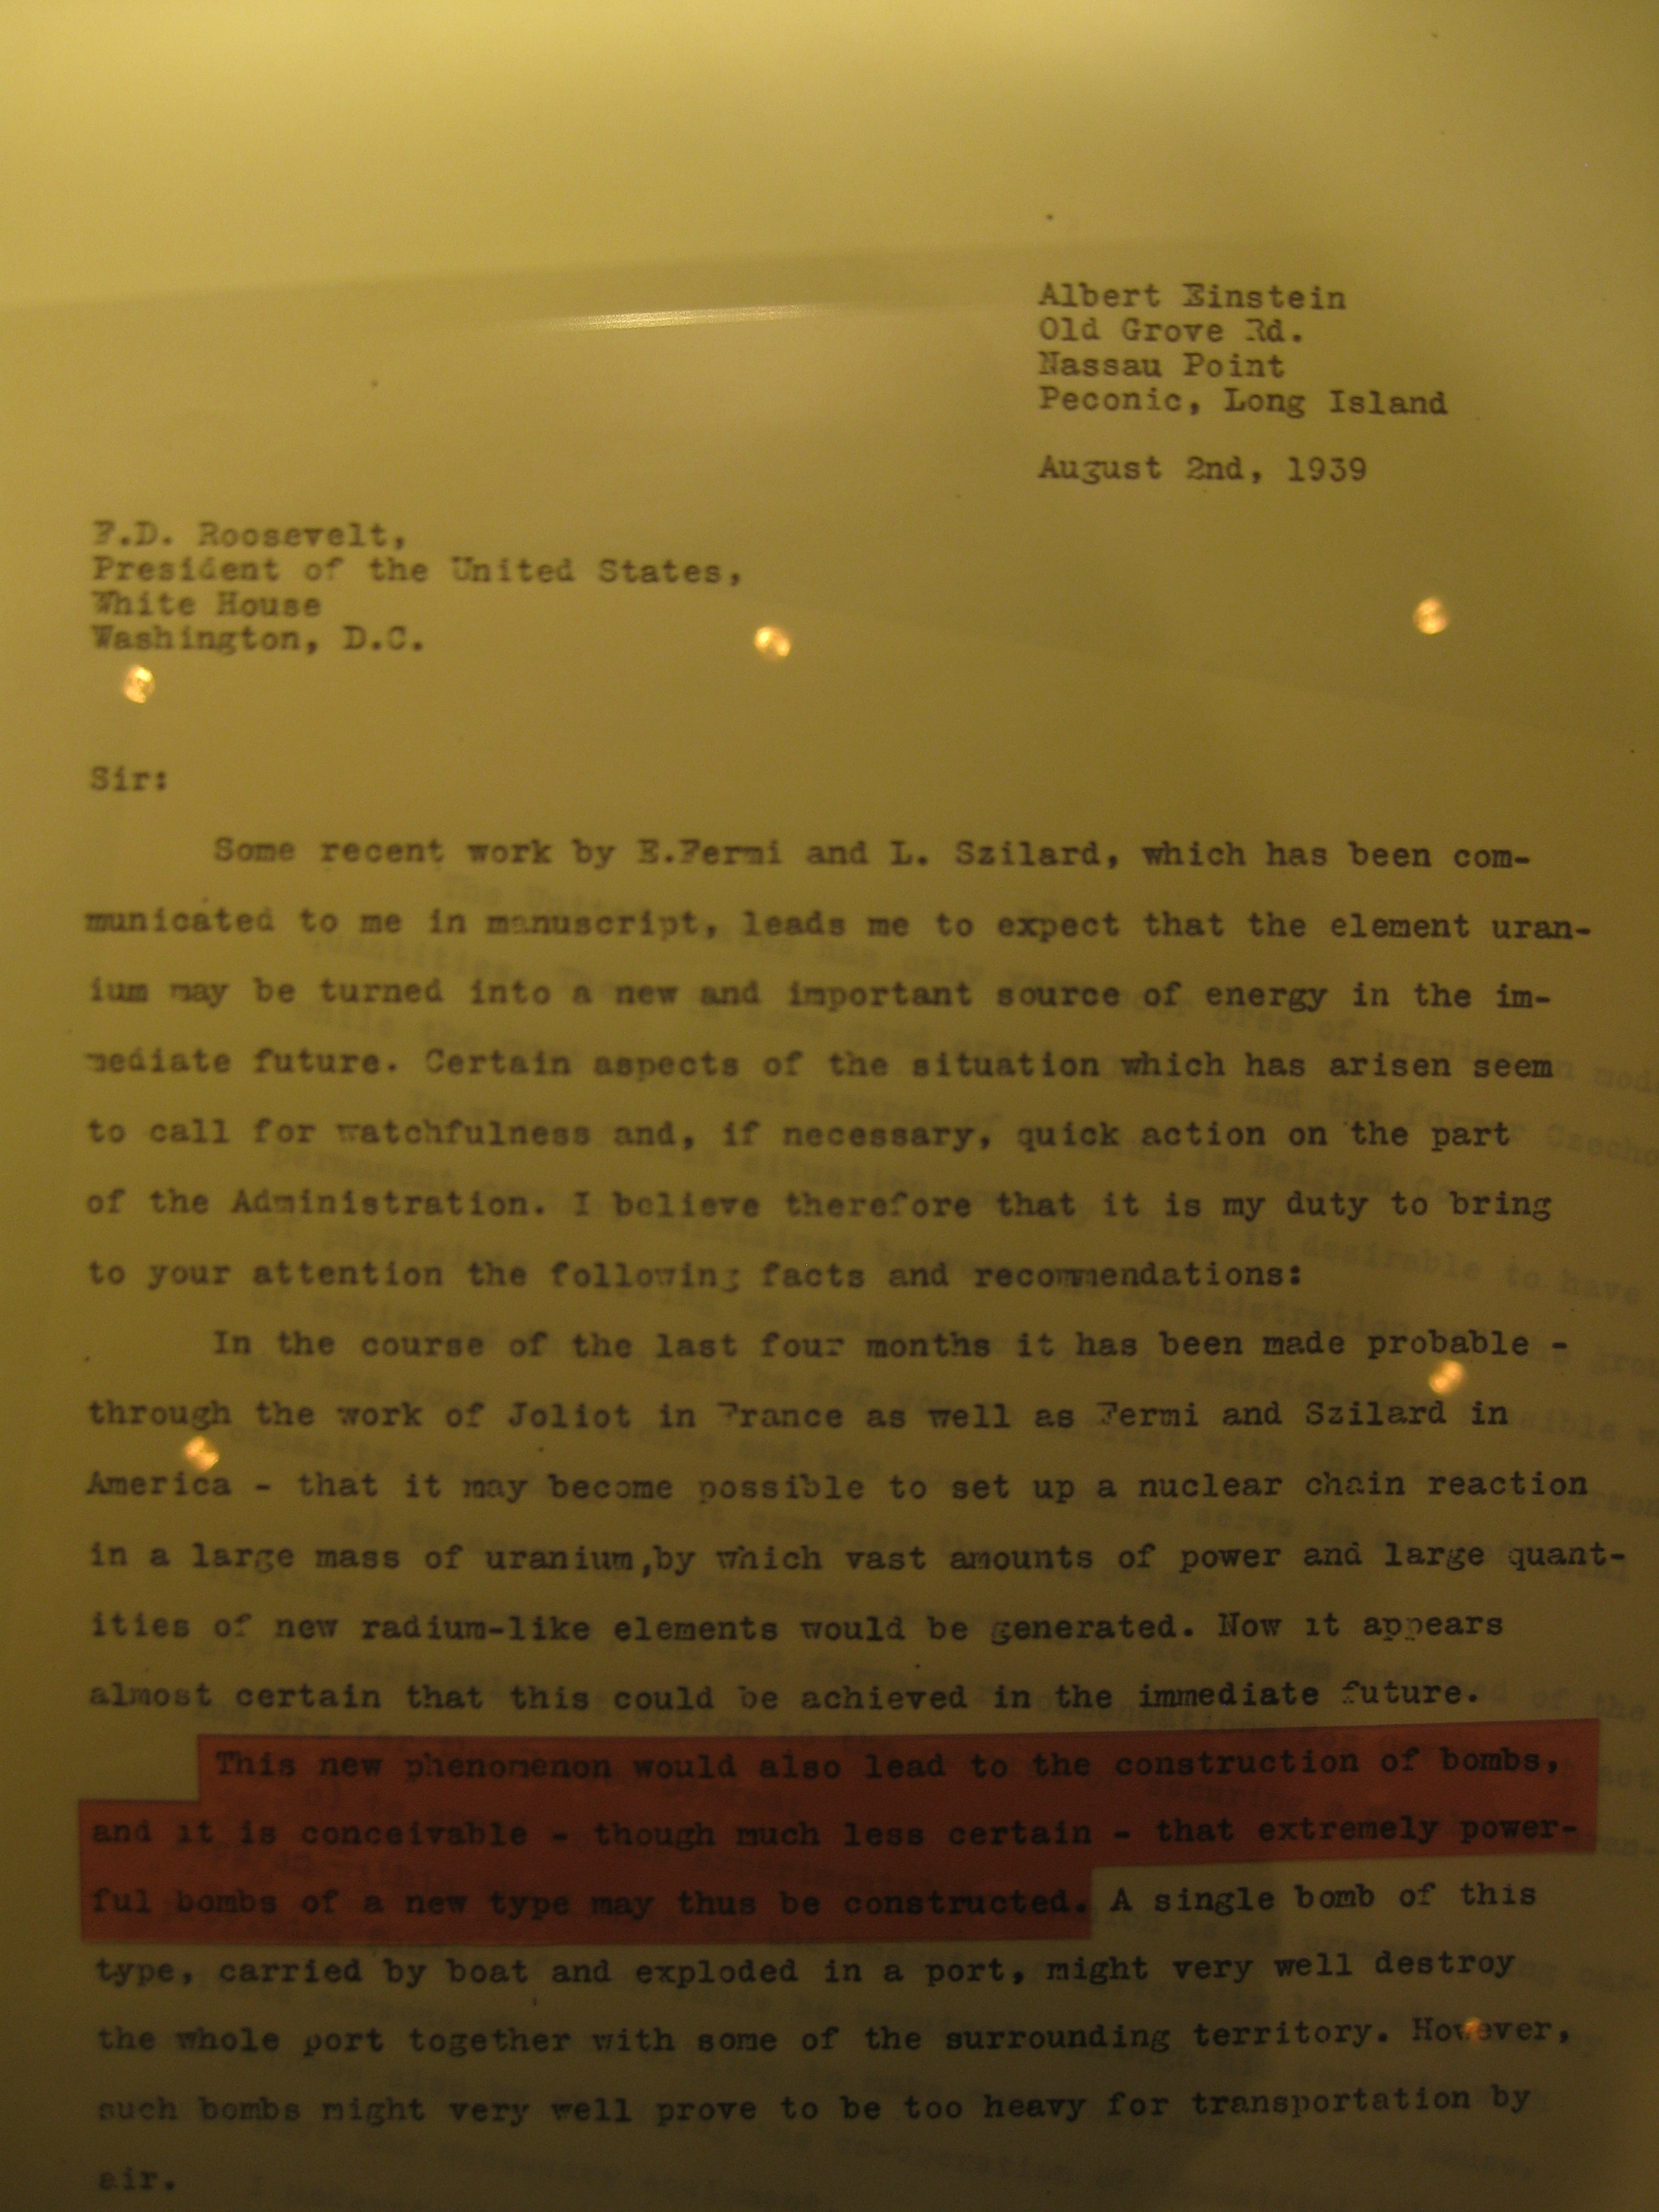 Albert Einstein
Old Grove Rd.
Nassau Point
Peconic, Long Island
August 2nd, 1939
F.D. Roosevelt,
President of the United States,
White House
Washington, D.C.
Sir:
Some recent work by E.Fermi and L. Szilard, which has been com-
municated to me in manuscript, leads me to expect that the element uran-
ium may be turned into a new and important source of energy in the im-
mediate future. Certain aspects of the situation which has arisen seem
to call for watchfulness and, if necessary, quick action on the part
of the Administration. I believe therefore that it is my duty to bring
to your attention the following facts and recommendations:
In the course of the last four months it has been made probable -
through the work of Joliot in France as well as Fermi and Szilard in
America - that it may become possible to set up a nuclear chain reaction
in a large mass of uranium,by which vast amounts of power and large quant-
ities of new radium-like elements would be generated. Now it appears
almost certain that this could be achieved in the immediate future.
This new phenomenon would also lead to the construction of bombs,
and it is conceivable - though much less certain - that extremely power-
ful bombs of a new type may thus be constructed. A single bomb of this
type, carried by boat and exploded in a port, might very well destroy
the whole port together with some of the surrounding territory. However,
such bombs might very well prove to be too heavy for transportation by
air.